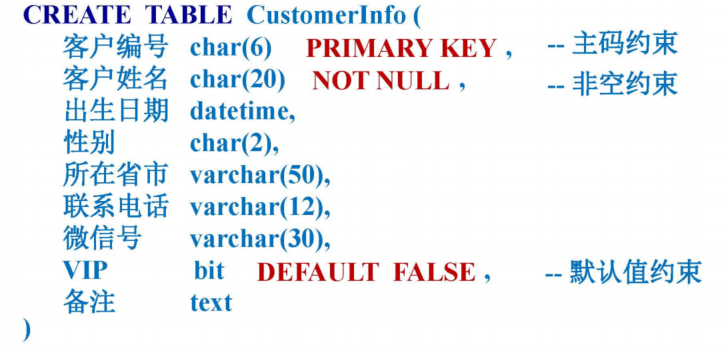 CREATE TABLE CustomerInfo (
客户编号 char(6) PRIMARY KEY , -- 主码约束
客户姓名 char(20) NOT NULL , -- 非空约束
出生日期 datetime,
性别 char(2),
所在省市 varchar(50),
联系电话 varchar(12),
微信号 varchar(30),
VIP bit DEFAULT FALSE , -- 默认值约束
备注 text
)